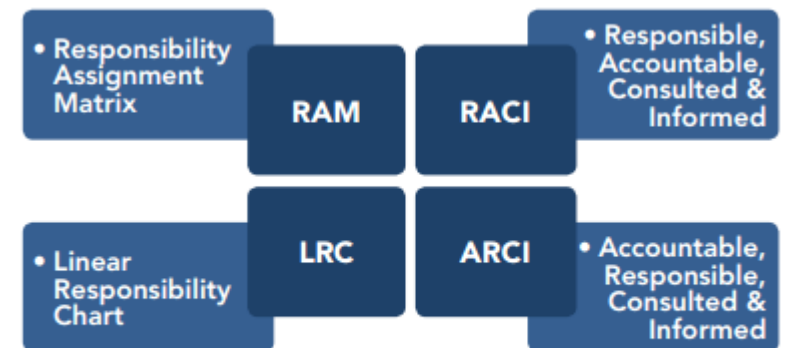 • Responsibility
Assignment
Matrix
RAM
RACI
• Responsible,
Accountable,
Consulted &
Informed
• Linear
Responsibility
Chart
LRC
ARCI
• Accountable,
Responsible,
Consulted &
Informed